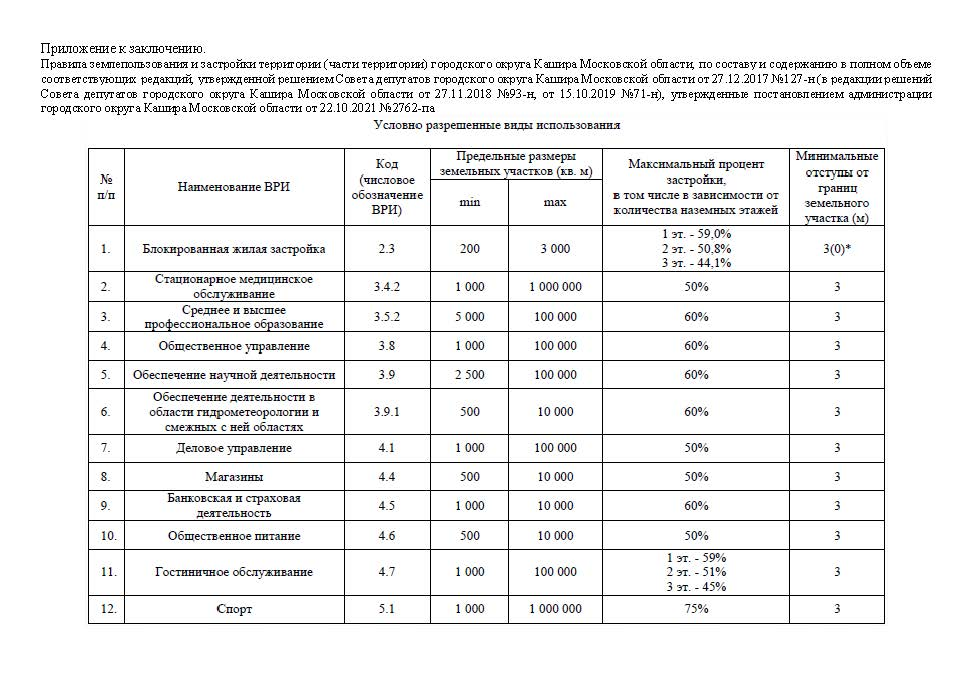 Приложение к заключению.
Правила землепользования и застройки территории (части территории) городского округа Кашира Московской области, по составу и содержанию в полном объеме
соответствующих редакций, утвержденной решением Совета депутатов городского округа Кашира Московской области от 27.12.2017 №127-н (в редакции решений
Совета депутатов городского округа Кашира Московской области от 27.11.2018 №93-н, от 15.10.2019 №71-н), утвержденные постановлением администрации
городского округа Кашира Московской области от 22.10.2021 №2762-па
Условно разрешенные виды использования
№ п/п
Наименование ВРИ
Код
(числовое
обозначение
ВРИ)
Предельные размеры
земельных участков (кв. м)
min max
Максимальный процент
застройки,
в том числе в зависимости от
количества наземных этажей
Минимальные
отступы от
границ
земельного
участка (м)
1. Блокированная жилая застройка 2.3 200 3 000 1 эт. - 59,0%
2 эт. - 50,8%
3 эт. - 44,1%
3(0)*
2. Стационарное медицинское
обслуживание 3.4.2 1 000 1 000 000 50% 3
3. Среднее и высшее
профессиональное образование 3.5.2 5 000 100 000 60% 3
4. Общественное управление 3.8 1 000 100 000 60% 3
5. Обеспечение научной деятельности 3.9 2 500 100 000 60% 3
6. Обеспечение деятельности в
области гидрометеорологии и
смежных с ней областях 3.9.1 500 10 000 60% 3
7. Деловое управление 4.1 1 000 100 000 50% 3
8. Магазины 4.4 500 10 000 50% 3
9. Банковская и страховая
деятельность 4.5 1 000 10 000 60% 3
10. Общественное питание 4.6 500 10 000 50% 3
11. Гостиничное обслуживание 4.7 1 000 100 000 1 эт. - 59%
2 эт. - 51%
3 эт. - 45%
3
12. Спорт 5.1 1 000 1 000 000 75% 3